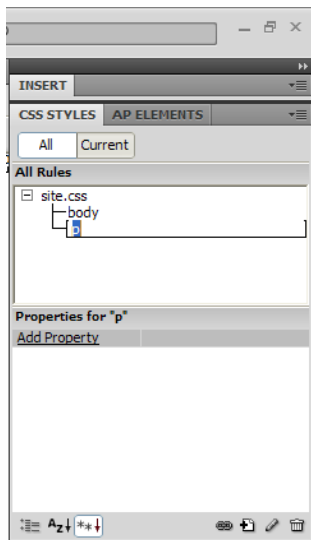 INSERT
CSS STYLES AP ELEMENTS
All Current
All Rules
site.css
body
p
Properties for "p"
Add Property